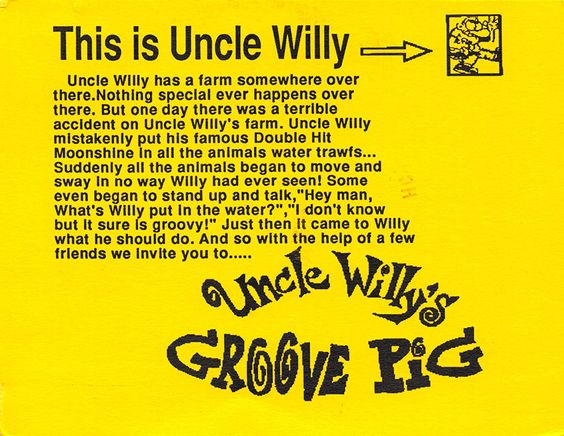 This is Uncle Willy
Uncle Willy has a farm somewhere over
there.Nothing special ever happens over
there. But one day there was a terrible
accident on Uncle Willy's farm. Uncle Willy
mistakenly put his famous Double Hit
Moonshine in all the animals water trawfs...
Suddenly all the animals began to move and
sway in no way Willy had ever seen! Some
even began to stand up and talk,"Hey man,
What's Willy put in the water?","I don't know
but it sure is groovy!" Just then it came to Willy
what he should do. And so with the help of a few
friends we invite you to.....
Uncle Willy's
GROOVE PiG